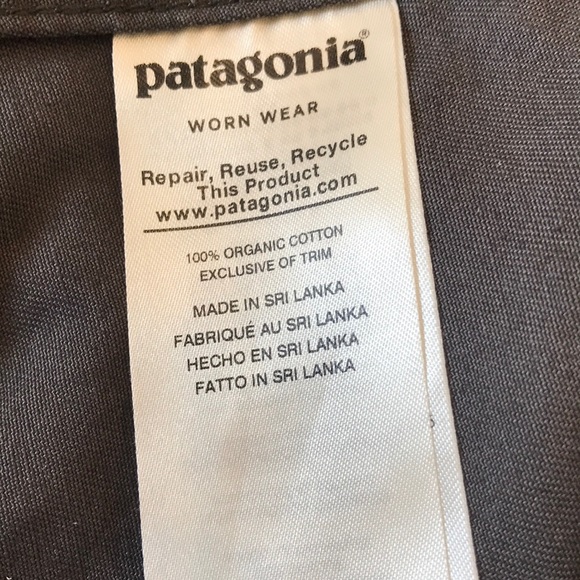 patagonia®
WORN WEAR
Repair, Reuse, Recycle
This Product
www.patagonia.com
100% ORGANIC COTTON
EXCLUSIVE OF TRIM
MADE IN SRI LANKA
FABRIQUÉ AU SRI LANKA
HECHO EN SRI LANKA
FATTO IN SRI LANKA